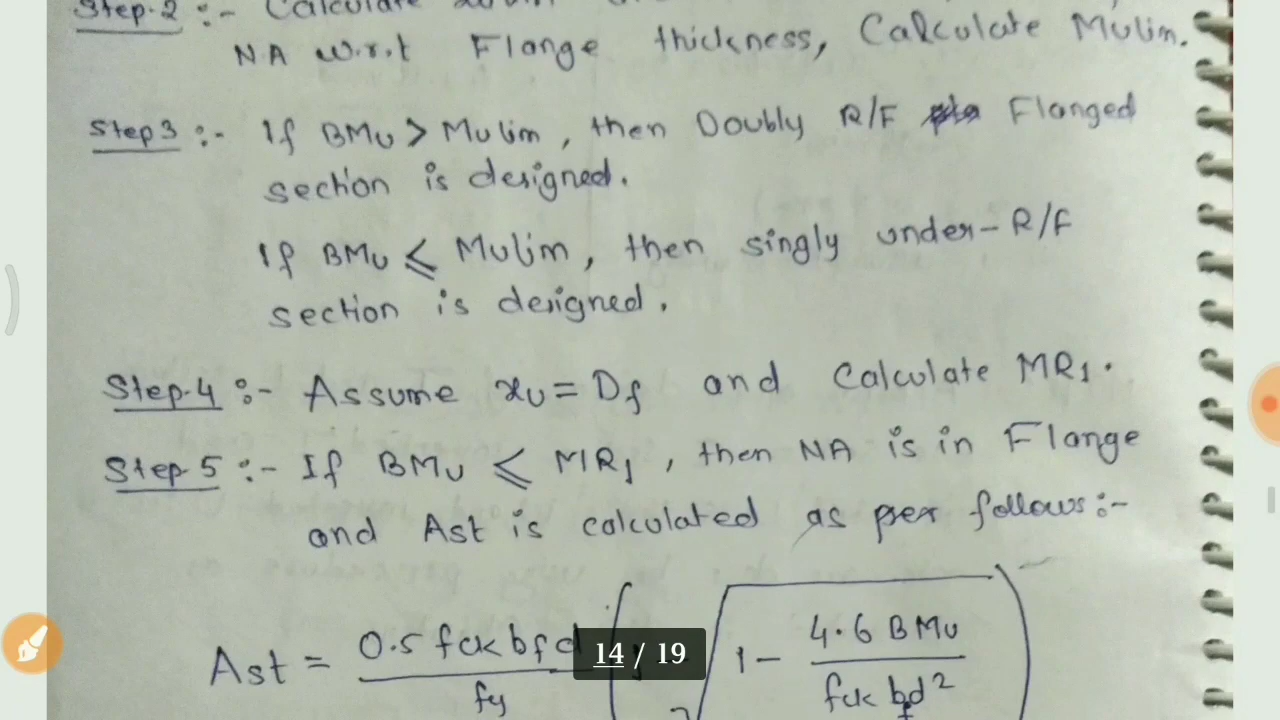 Step-2 :- Calculate
NA w.r.t Flange thickness, Calculate Mulim.
Step 3 :- If BMu > Mulim, then Doubly R/F Flanged
section is designed.
If BMu ⩽ Mulim, then singly under-R/F
section is designed.
Step-4 :- Assume xu = Df and Calculate MR1.
Step 5 :- If BMu ⩽ MR1, then NA is in Flange
and Ast is calculated as per follows :-
Ast = 0.5 fck bf d / fy ( √ 1 - 4.6 BMu / fck bf d² )
14 / 19